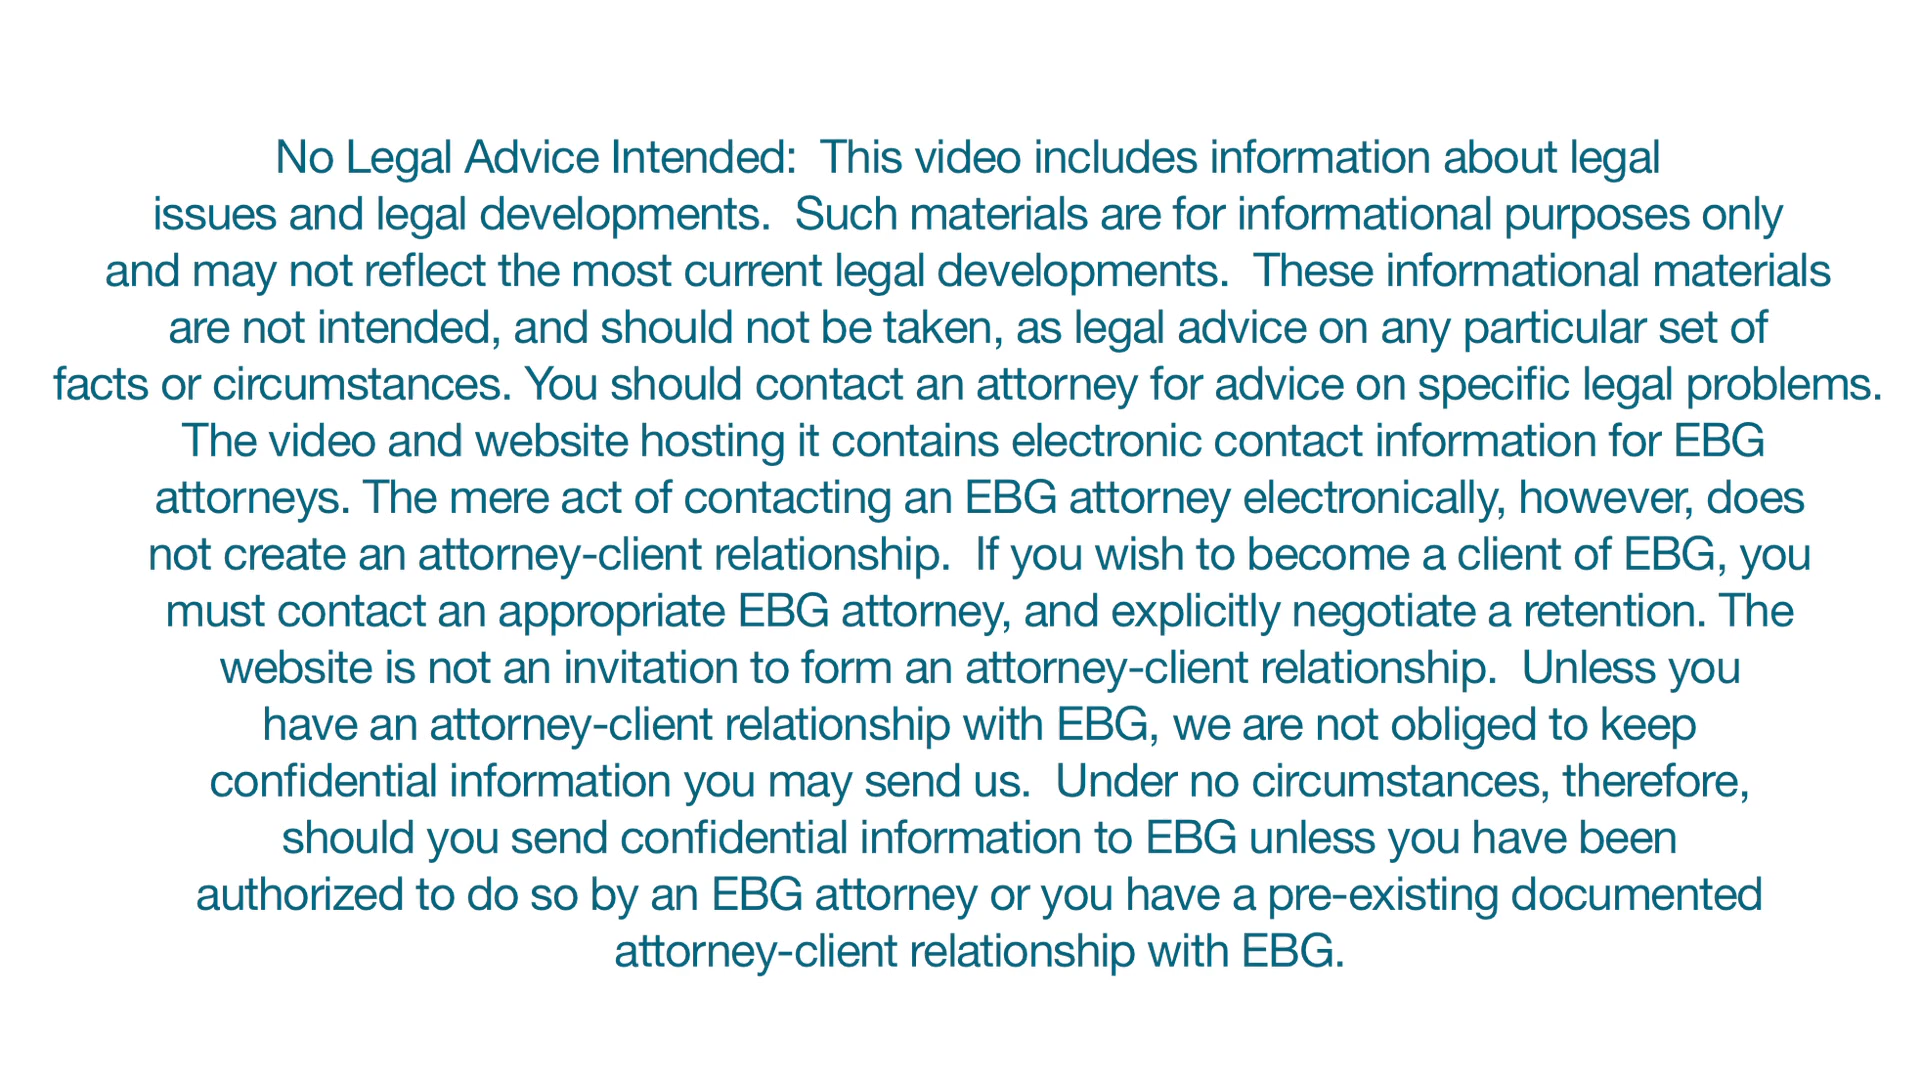 No Legal Advice Intended:  This video includes information about legal
issues and legal developments.  Such materials are for informational purposes only
and may not reflect the most current legal developments.  These informational materials
are not intended, and should not be taken, as legal advice on any particular set of
facts or circumstances. You should contact an attorney for advice on specific legal problems.
The video and website hosting it contains electronic contact information for EBG
attorneys. The mere act of contacting an EBG attorney electronically, however, does
not create an attorney-client relationship.  If you wish to become a client of EBG, you
must contact an appropriate EBG attorney, and explicitly negotiate a retention. The
website is not an invitation to form an attorney-client relationship.  Unless you
have an attorney-client relationship with EBG, we are not obliged to keep
confidential information you may send us.  Under no circumstances, therefore,
should you send confidential information to EBG unless you have been
authorized to do so by an EBG attorney or you have a pre-existing documented
attorney-client relationship with EBG.